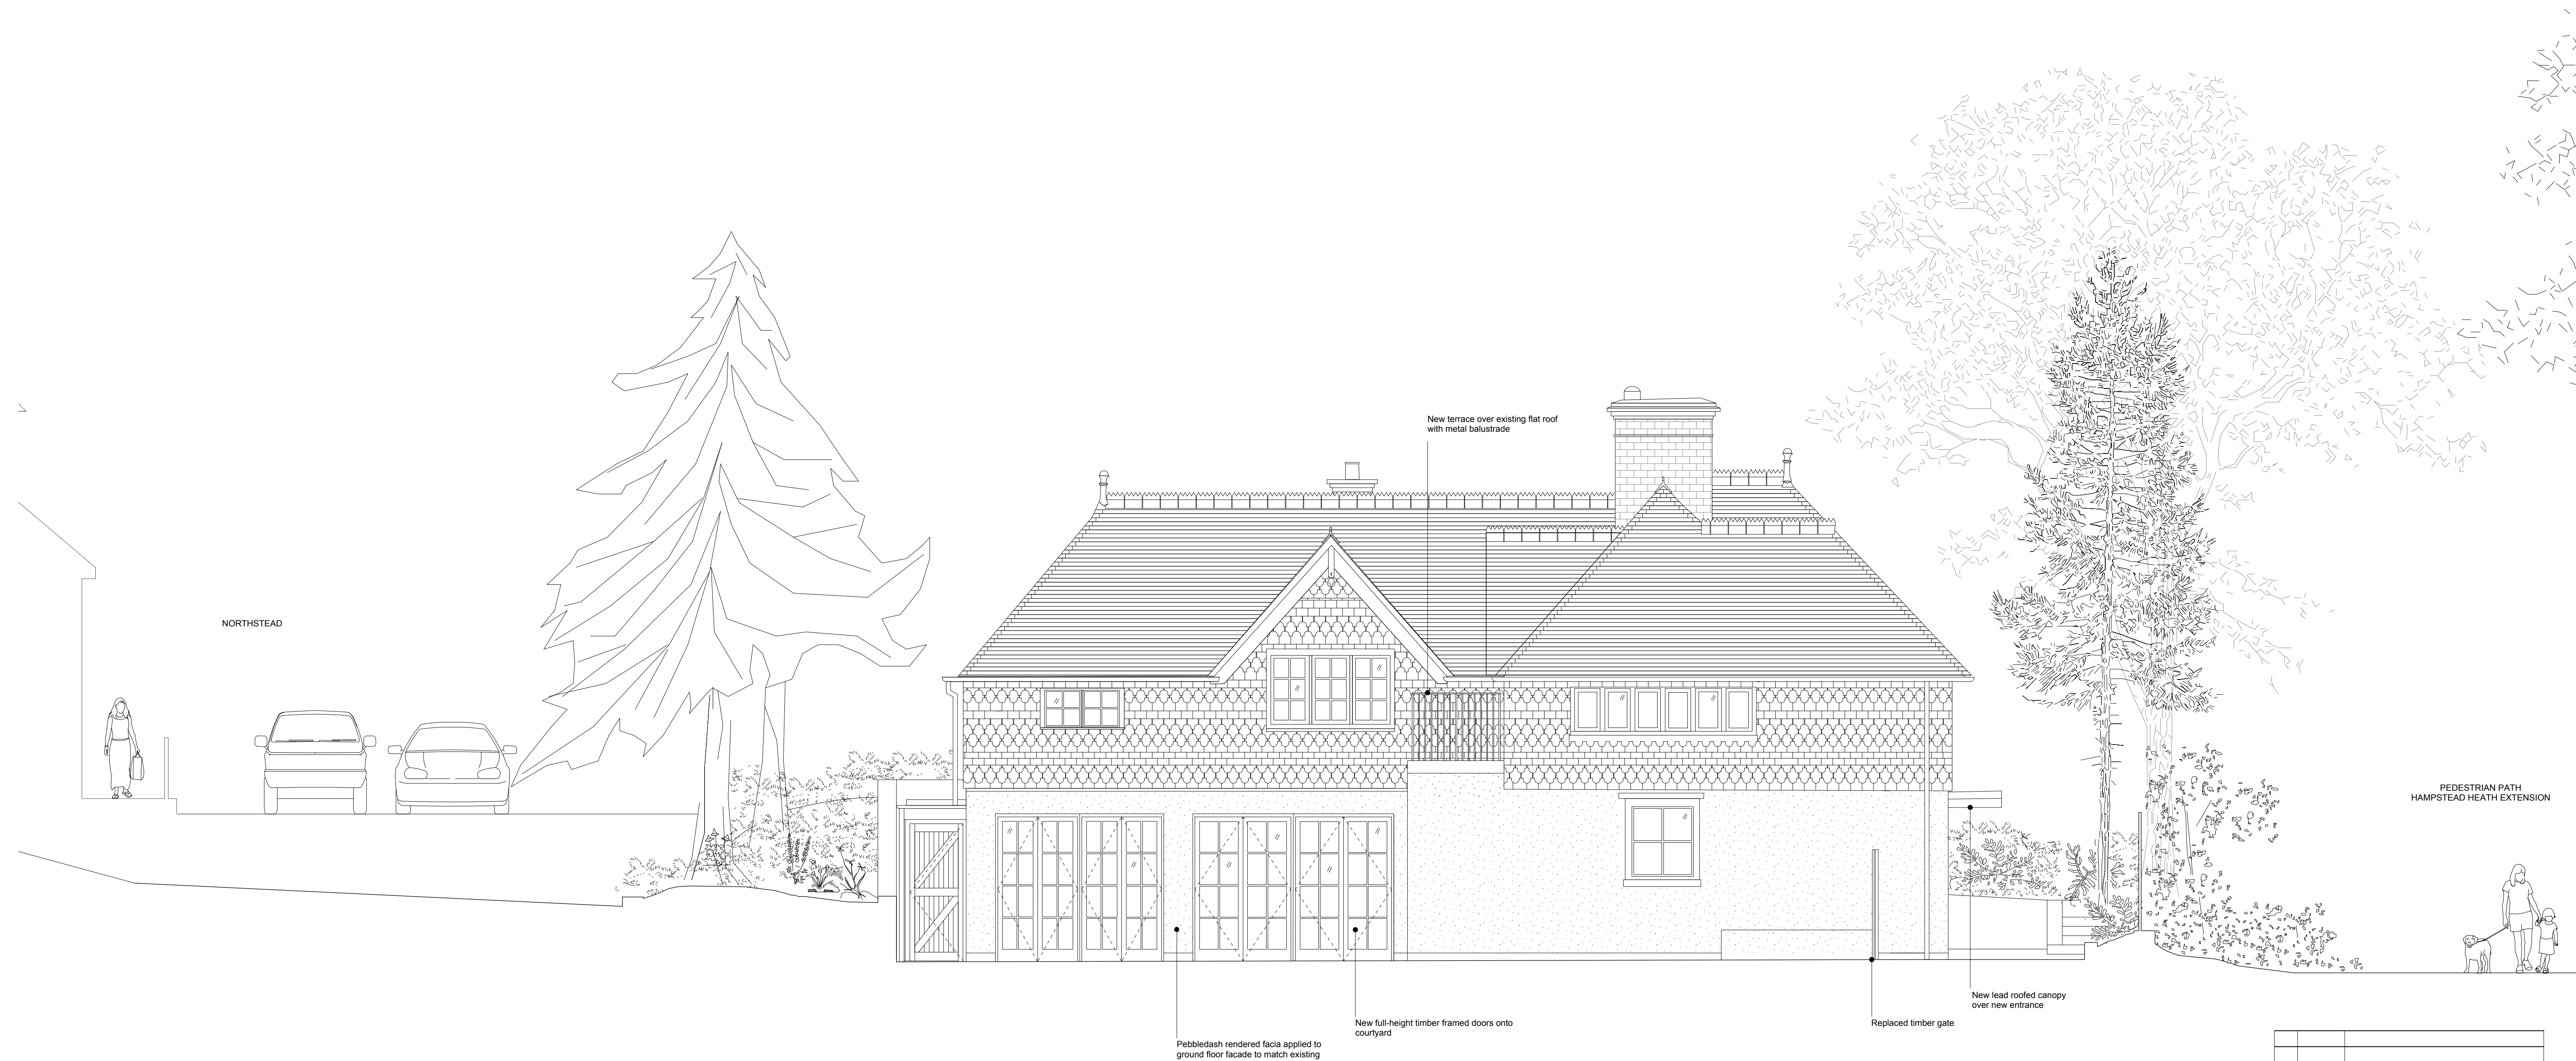 New terrace over existing flat roof
with metal balustrade
NORTHSTEAD
PEDESTRIAN PATH
HAMPSTEAD HEATH EXTENSION
New lead roofed canopy
over new entrance
New full-height timber framed doors onto
courtyard
Replaced timber gate
Pebbledash rendered facia applied to
ground floor facade to match existing